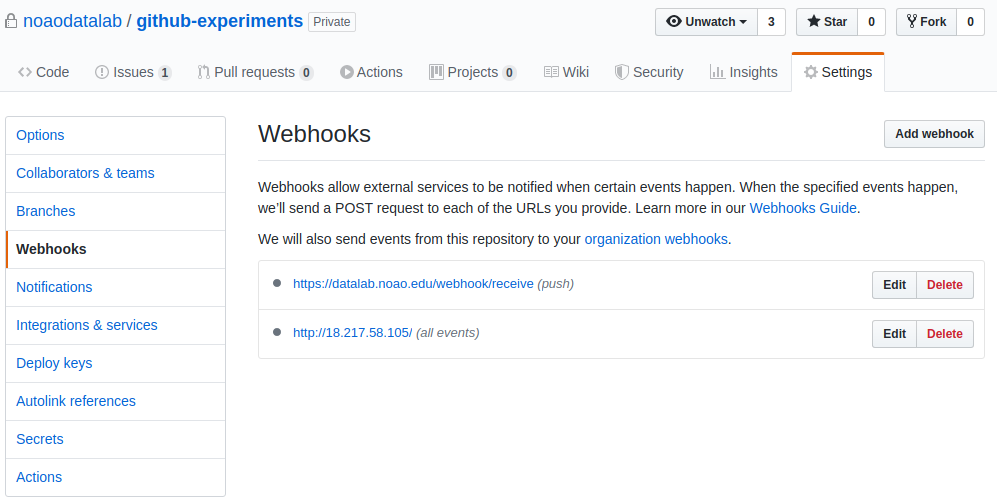 noaodatalab / github-experiments Private Unwatch 3 Star 0 Fork 0
Code Issues 1 Pull requests 0 Actions Projects 0 Wiki Security Insights Settings
Options
Collaborators & teams
Branches
Webhooks
Notifications
Integrations & services
Deploy keys
Autolink references
Secrets
Actions
Webhooks Add webhook
Webhooks allow external services to be notified when certain events happen. When the specified events happen,
we'll send a POST request to each of the URLs you provide. Learn more in our Webhooks Guide.
We will also send events from this repository to your organization webhooks.
https://datalab.noao.edu/webhook/receive (push) Edit Delete
http://18.217.58.105/ (all events) Edit Delete